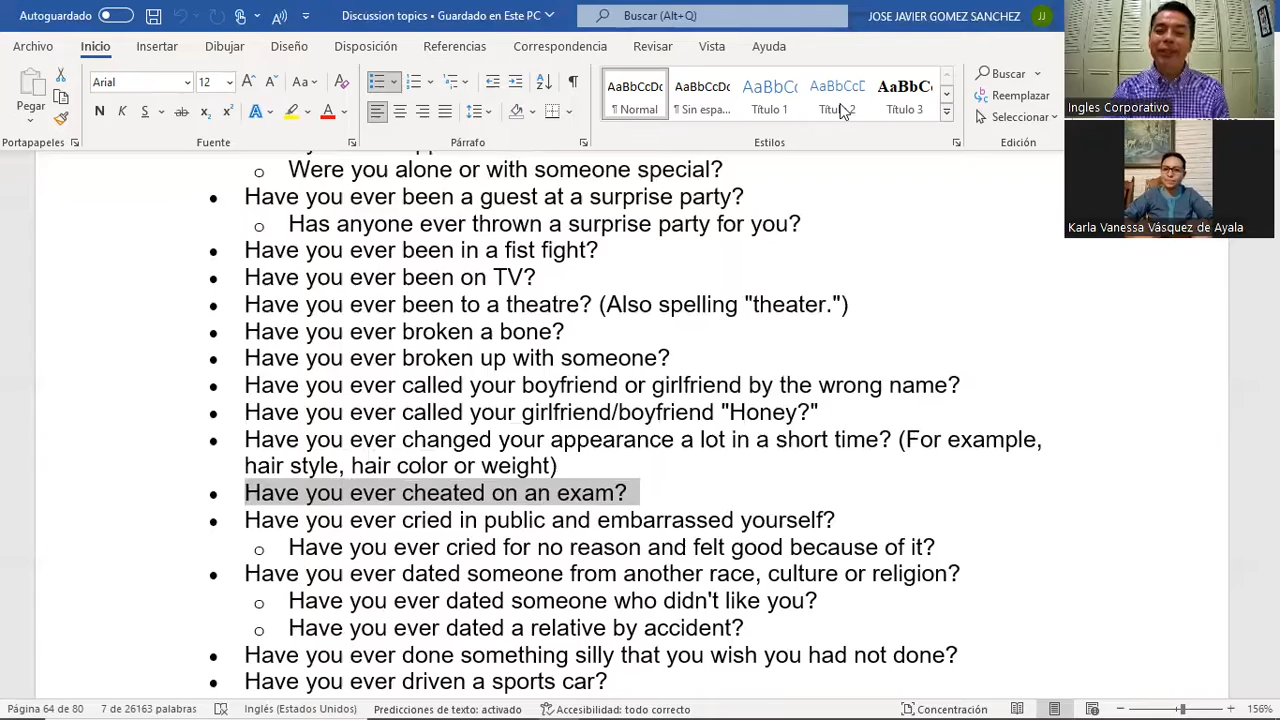 Autoguardado
Discussion topics • Guardado en Este PC
Buscar (Alt+Q)
JOSE JAVIER GOMEZ SANCHEZ
JJ
Archivo
Inicio
Insertar
Dibujar
Diseño
Disposición
Referencias
Correspondencia
Revisar
Vista
Ayuda
Pegar
Portapapeles
Arial
12
Fuente
Párrafo
AaBbCcDc
¶ Normal
AaBbCcDc
¶ Sin espa...
AaBbC
Título 1
AaBbCcD
AaBbC
Título 3
Estilos
Buscar
Reemplazar
Seleccionar
Edición
Ingles Corporativo
Karla Vanessa Vásquez de Ayala
Were you alone or with someone special?
Have you ever been a guest at a surprise party?
Has anyone ever thrown a surprise party for you?
Have you ever been in a fist fight?
Have you ever been on TV?
Have you ever been to a theatre? (Also spelling "theater.")
Have you ever broken a bone?
Have you ever broken up with someone?
Have you ever called your boyfriend or girlfriend by the wrong name?
Have you ever called your girlfriend/boyfriend "Honey?"
Have you ever changed your appearance a lot in a short time? (For example,
hair style, hair color or weight)
Have you ever cheated on an exam?
Have you ever cried in public and embarrassed yourself?
Have you ever cried for no reason and felt good because of it?
Have you ever dated someone from another race, culture or religion?
Have you ever dated someone who didn't like you?
Have you ever dated a relative by accident?
Have you ever done something silly that you wish you had not done?
Have you ever driven a sports car?
Página 64 de 80
7 de 26163 palabras
Inglés (Estados Unidos)
Predicciones de texto: activado
Accesibilidad: todo correcto
Concentración
156%